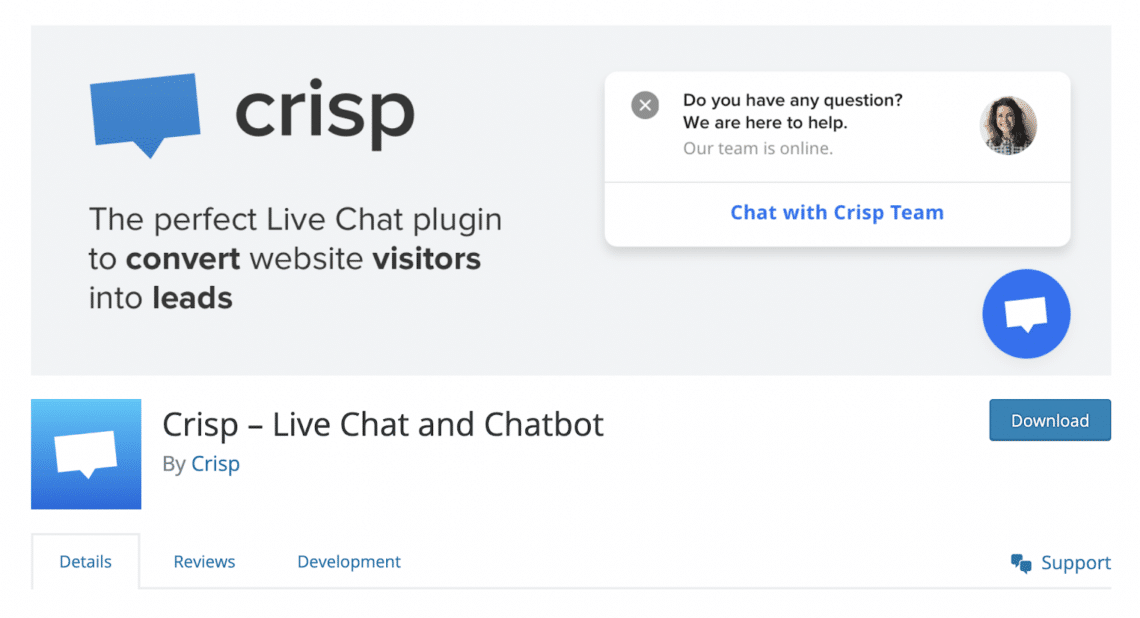 crisp
The perfect Live Chat plugin
to convert website visitors
into leads
Do you have any question?
We are here to help.
Our team is online.
Chat with Crisp Team
Crisp – Live Chat and Chatbot
By Crisp
Download
Details
Reviews
Development
Support